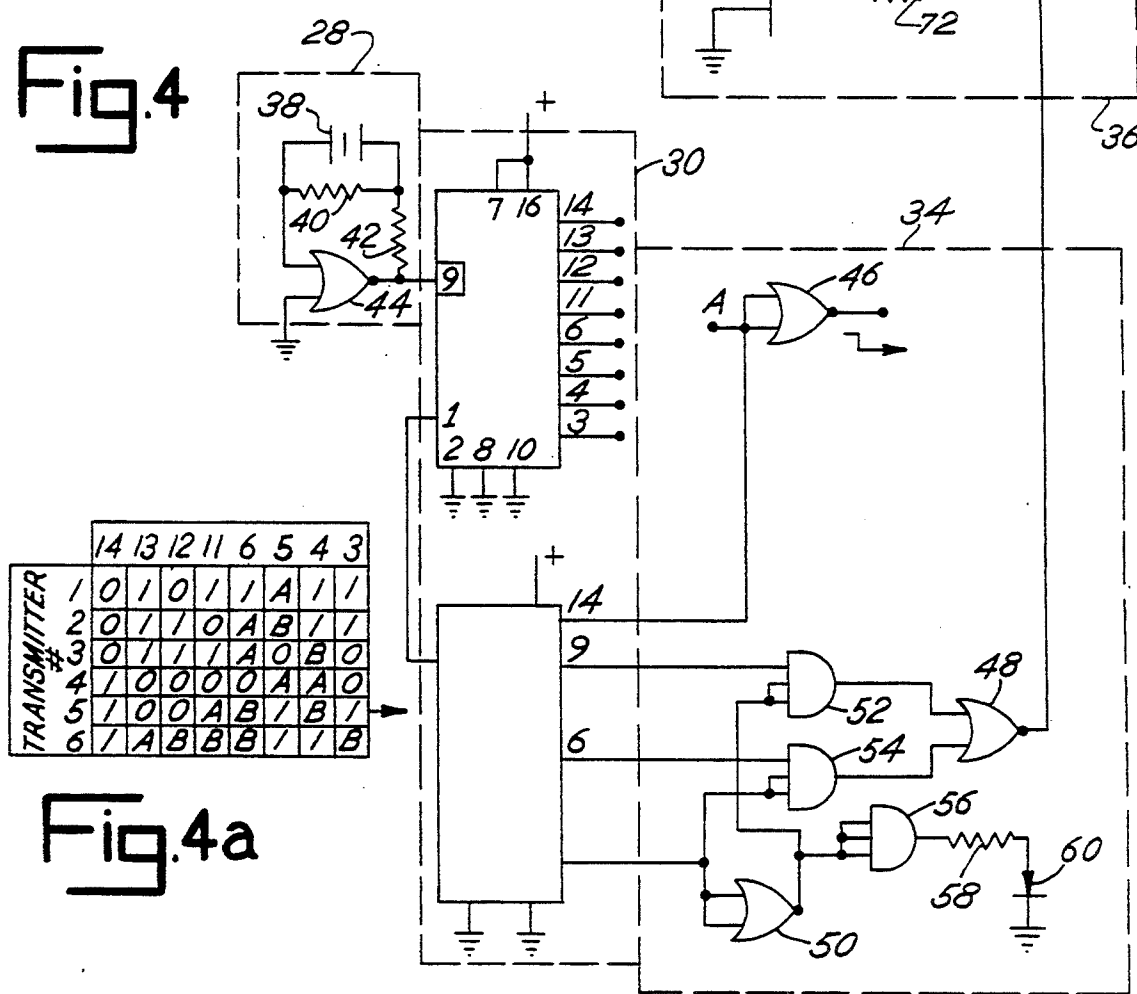 72
36
Fig.4
28
38
40
42
44
+
7 16
9
1
2 8 10
14
13
12
11
6
5
4
3
30
34
A
46
+
14
9
6
52
54
48
56
58
60
50
14 13 12 11 6 5 4 3
TRANSMITTER #
1 0 1 0 1 1 A 1 1
2 0 1 1 0 A B 1 1
3 0 1 1 1 A 0 B 0
4 1 0 0 0 0 A A 0
5 1 0 0 A B 1 B 1
6 1 A B B B 1 1 B
Fig.4a